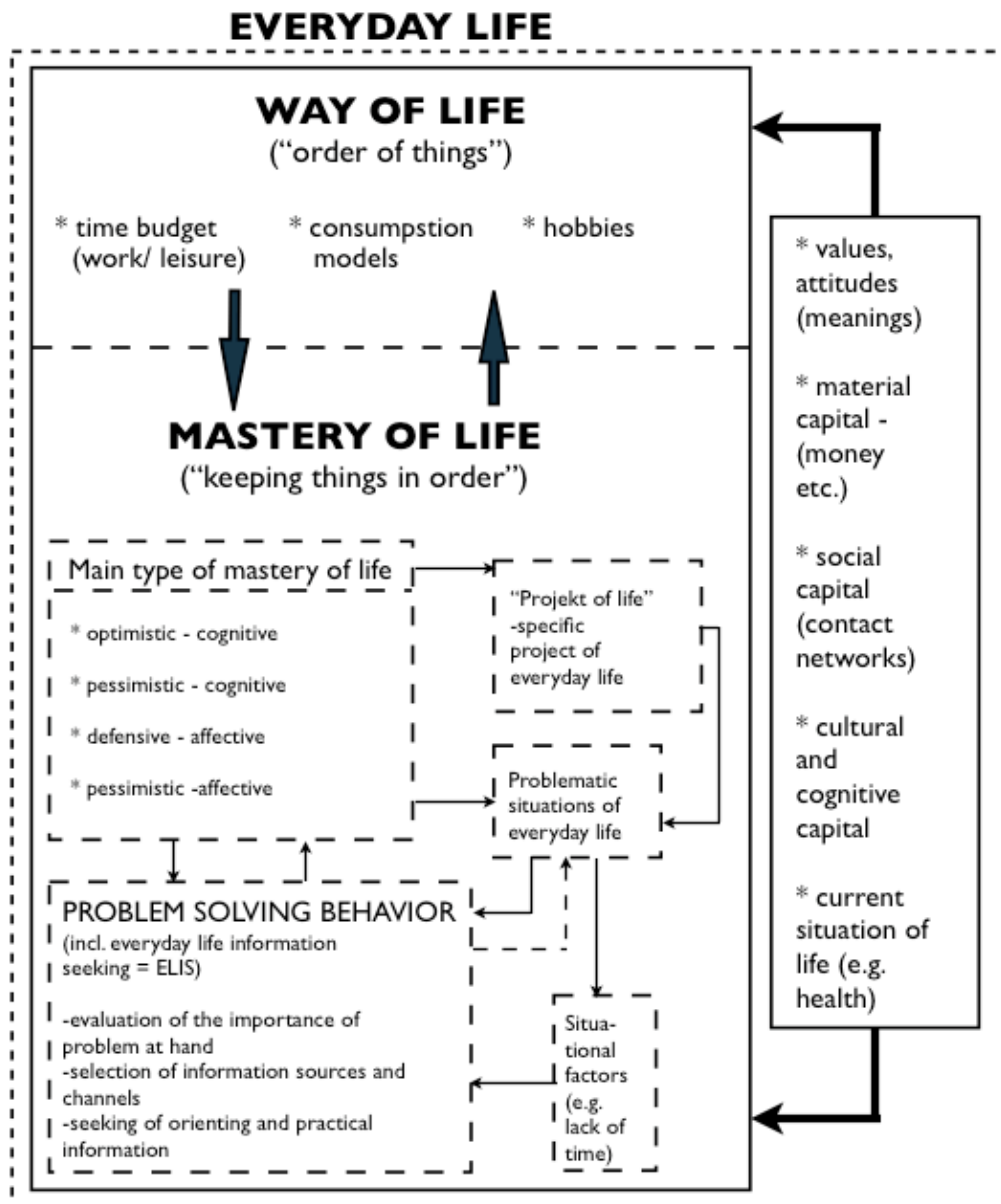 EVERYDAY LIFE
WAY OF LIFE
(“order of things”)
* time budget
(work/ leisure)
* consumpstion
models
* hobbies
MASTERY OF LIFE
(“keeping things in order”)
Main type of mastery of life
* optimistic - cognitive
* pessimistic - cognitive
* defensive - affective
* pessimistic -affective
“Projekt of life”
-specific
project of
everyday life
Problematic
situations of
everyday life
PROBLEM SOLVING BEHAVIOR
(incl. everyday life information
seeking = ELIS)
-evaluation of the importance of
problem at hand
-selection of information sources and
channels
-seeking of orienting and practical
information
Situa-
tional
factors
(e.g.
lack of
time)
* values,
attitudes
(meanings)
* material
capital -
(money
etc.)
* social
capital
(contact
networks)
* cultural
and
cognitive
capital
* current
situation of
life (e.g.
health)